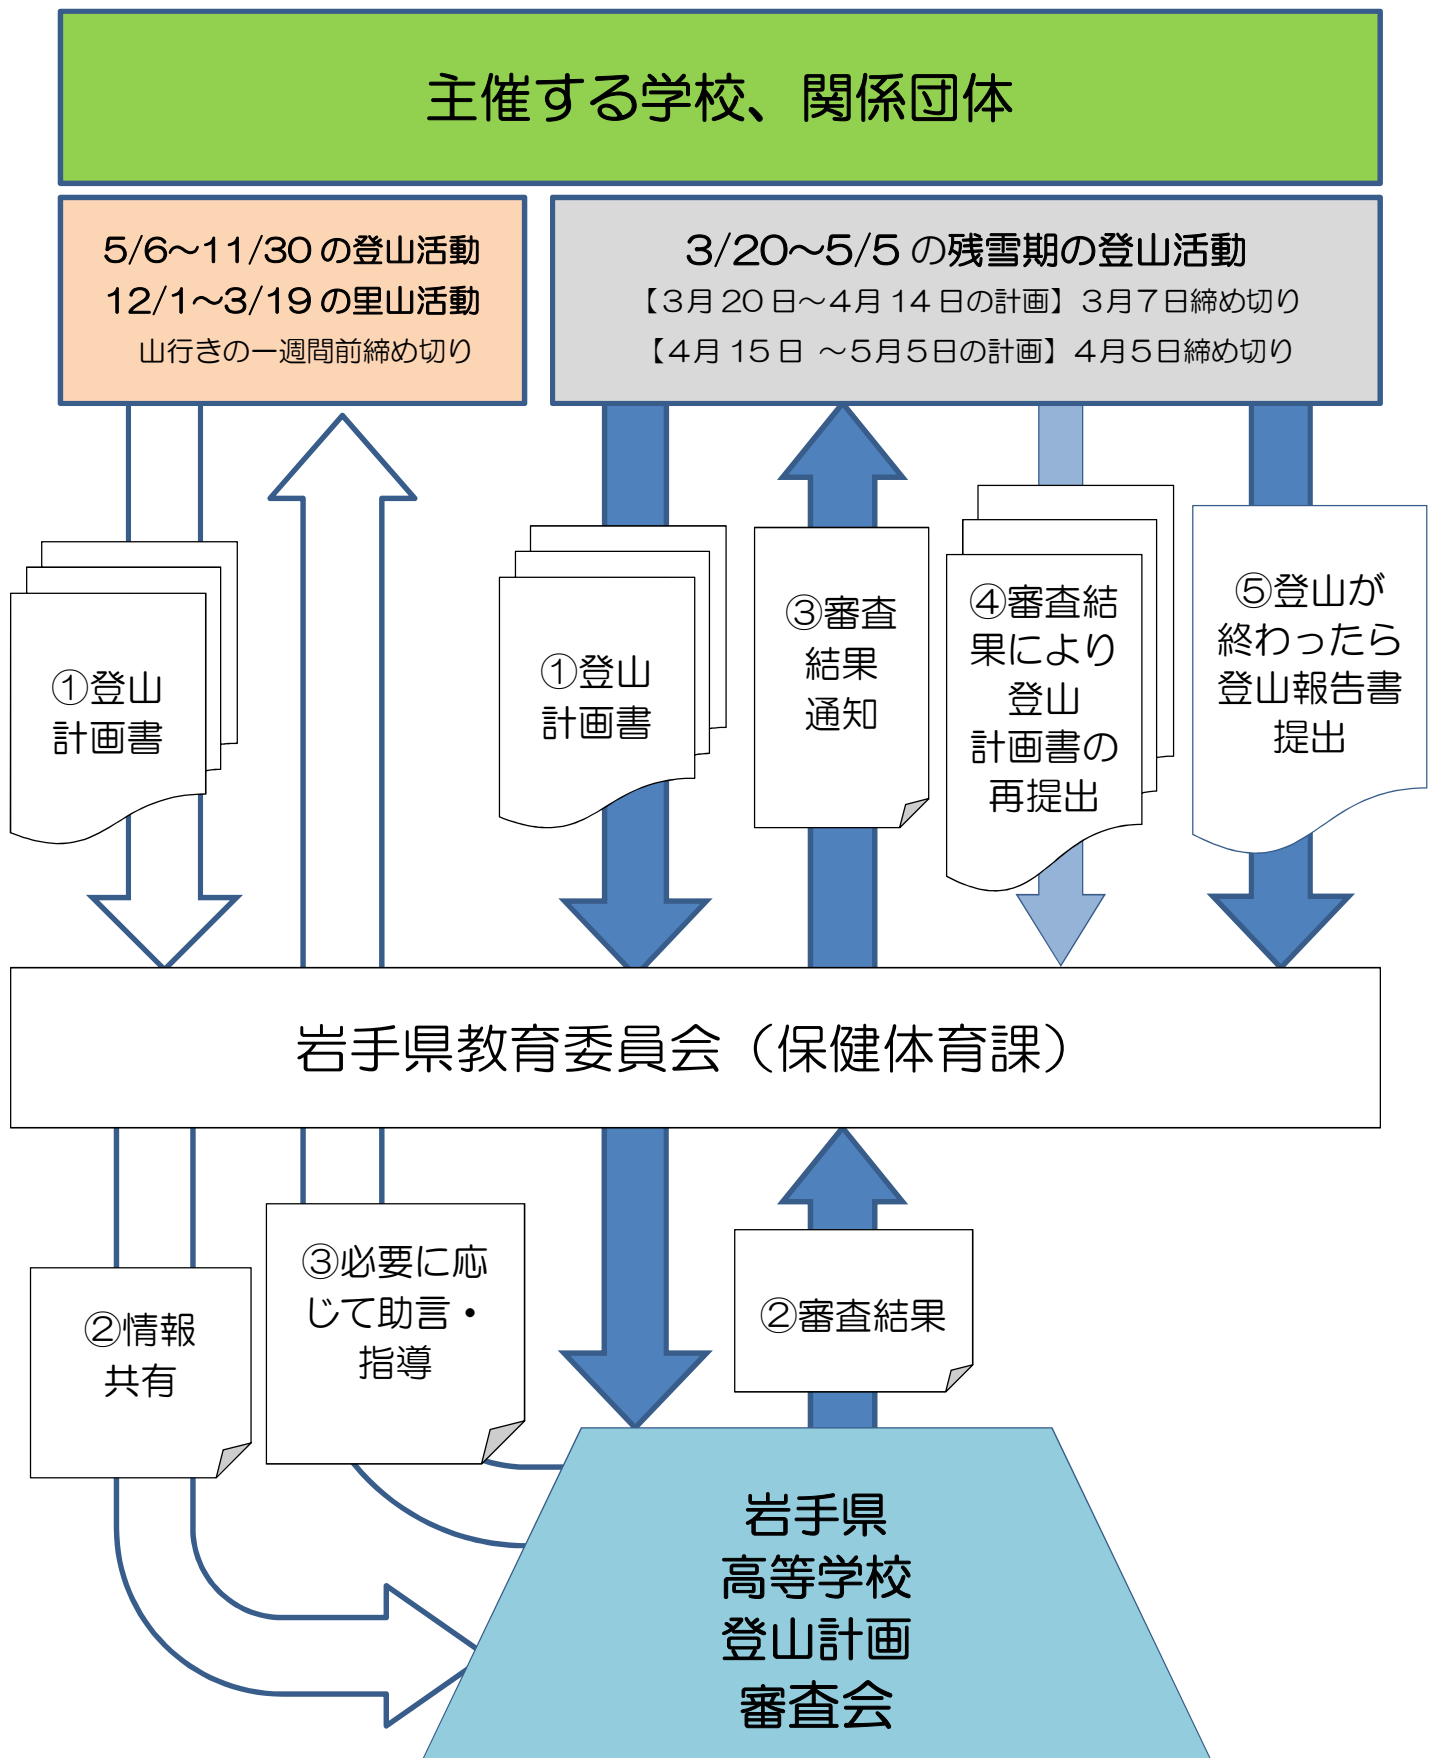 主催する学校、関係団体
5/6～11/30の登山活動
12/1～3/19の里山活動
山行きの一週間前締め切り
3/20～5/5の残雪期の登山活動
【3月20日～4月14日の計画】3月7日締め切り
【4月15日 ～5月5日の計画】4月5日締め切り
①登山
計画書
①登山
計画書
③審査
結果
通知
④審査結
果により
登山
計画書の
再提出
⑤登山が
終わったら
登山報告書
提出
岩手県教育委員会（保健体育課）
②情報
共有
③必要に応
じて助言・
指導
②審査結果
岩手県
高等学校
登山計画
審査会